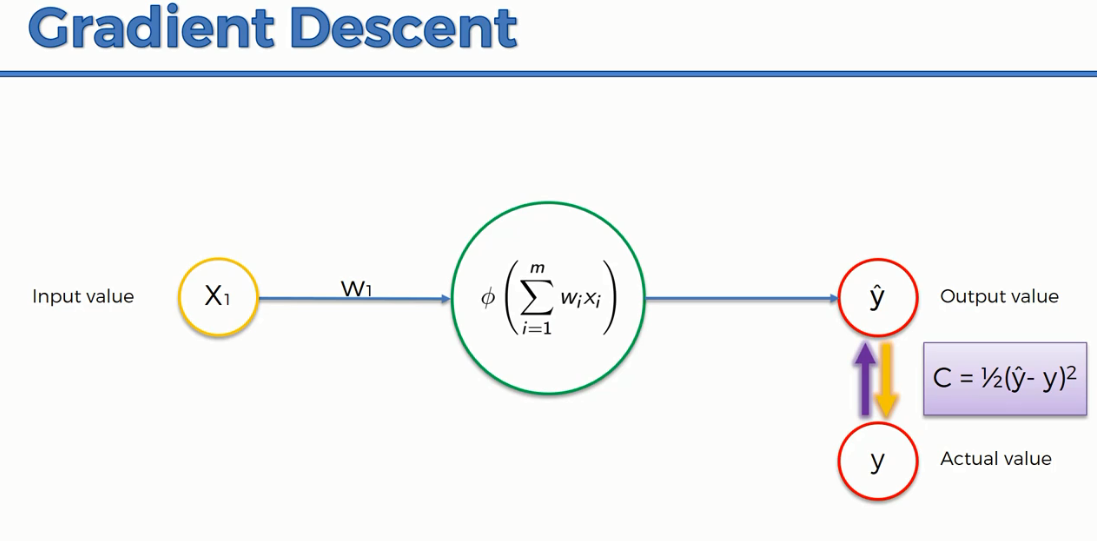 Gradient Descent
Input value
X₁
W₁
ϕ(∑ᵢ₌₁ᵐ wᵢxᵢ)
ŷ
Output value
C = ½(ŷ- y)²
y
Actual value